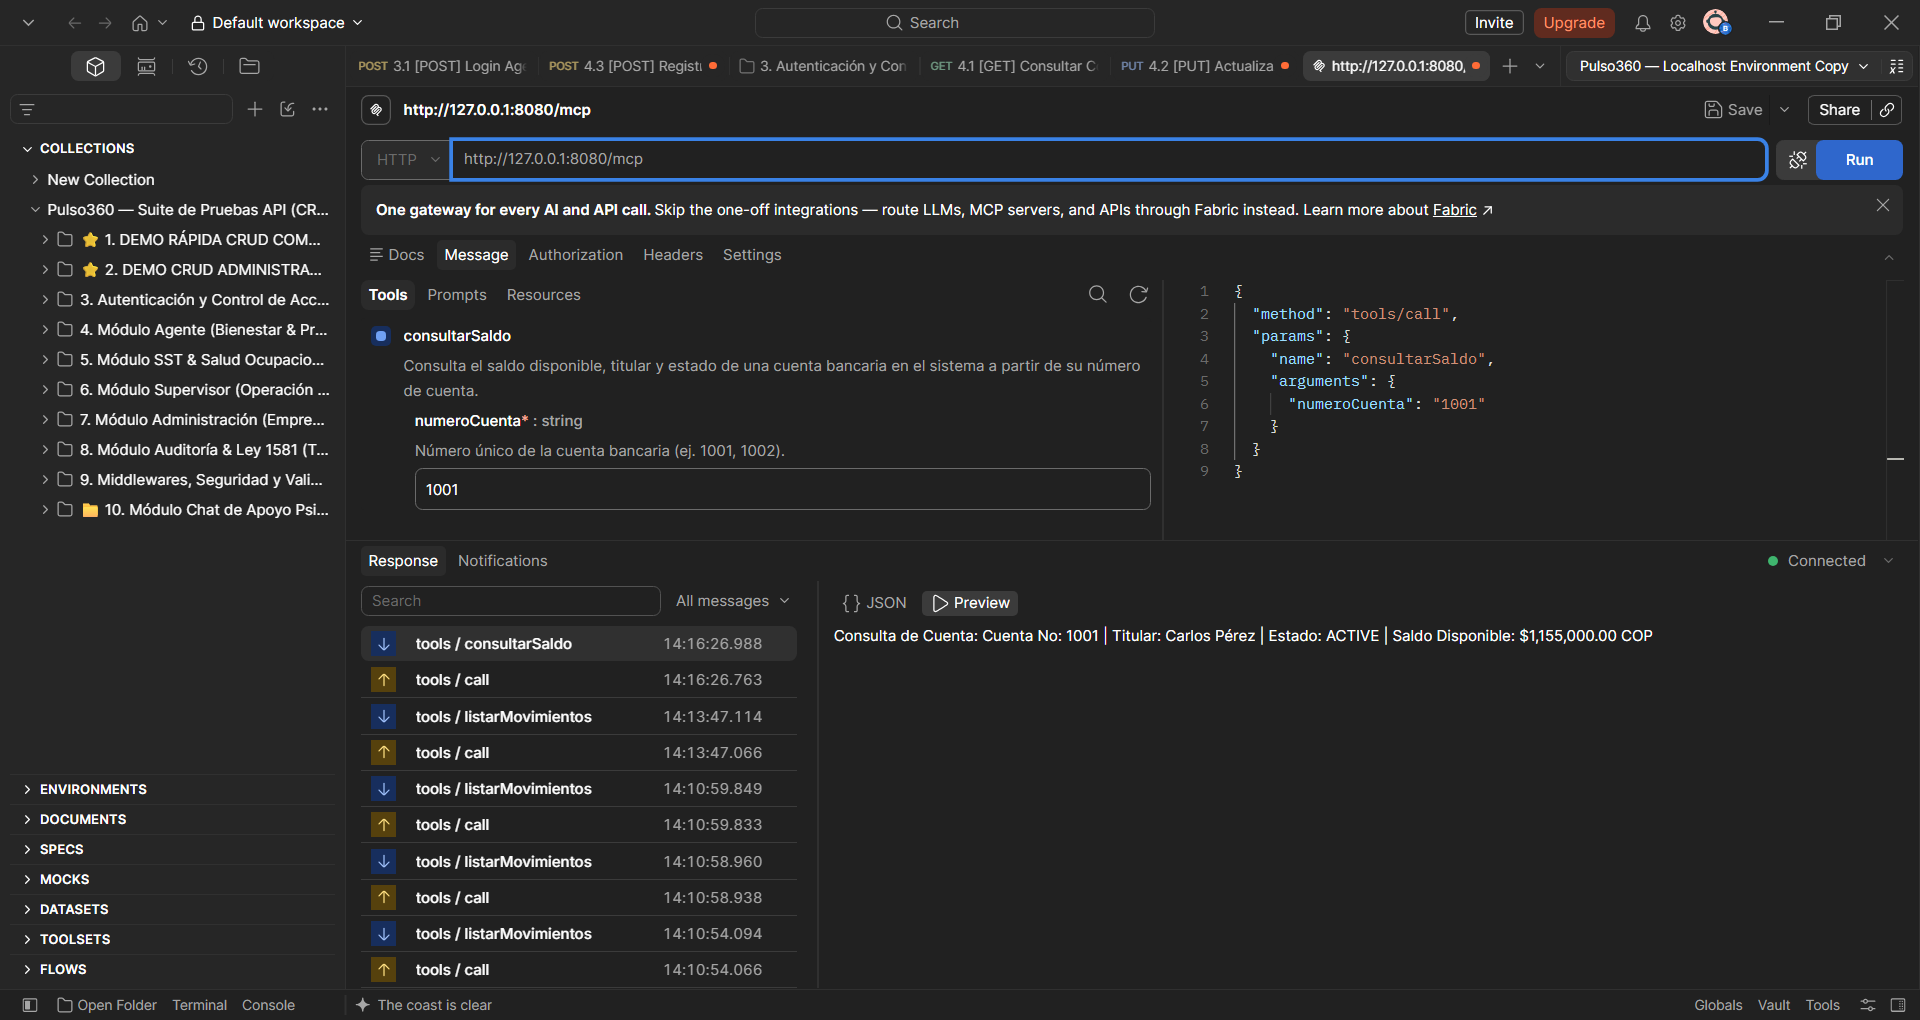 Default workspace
Search
Invite
Upgrade
POST 3.1 [POST] Login Age
POST 4.3 [POST] Registr
3. Autenticación y Con
GET 4.1 [GET] Consultar C
PUT 4.2 [PUT] Actualiza
http://127.0.0.1:8080,
Pulso360 — Localhost Environment Copy
http://127.0.0.1:8080/mcp
Save
Share
COLLECTIONS
New Collection
Pulso360 — Suite de Pruebas API (CR...
1. DEMO RÁPIDA CRUD COM...
2. DEMO CRUD ADMINISTRA...
3. Autenticación y Control de Acc...
4. Módulo Agente (Bienestar & Pr...
5. Módulo SST & Salud Ocupacio...
6. Módulo Supervisor (Operación ...
7. Módulo Administración (Empre...
8. Módulo Auditoría & Ley 1581 (T...
9. Middlewares, Seguridad y Vali...
10. Módulo Chat de Apoyo Psi...
ENVIRONMENTS
DOCUMENTS
SPECS
MOCKS
DATASETS
TOOLSETS
FLOWS
HTTP
http://127.0.0.1:8080/mcp
Run
One gateway for every AI and API call. Skip the one-off integrations — route LLMs, MCP servers, and APIs through Fabric instead. Learn more about Fabric ↗
Docs
Message
Authorization
Headers
Settings
Tools
Prompts
Resources
consultarSaldo
Consulta el saldo disponible, titular y estado de una cuenta bancaria en el sistema a partir de su número
de cuenta.
numeroCuenta* : string
Número único de la cuenta bancaria (ej. 1001, 1002).
1001
1 {
2 "method": "tools/call",
3 "params": {
4 "name": "consultarSaldo",
5 "arguments": {
6 "numeroCuenta": "1001"
7 }
8 }
9 }
Response
Notifications
Connected
Search
All messages
{} JSON
Preview
tools / consultarSaldo 14:16:26.988
tools / call 14:16:26.763
tools / listarMovimientos 14:13:47.114
tools / call 14:13:47.066
tools / listarMovimientos 14:10:59.849
tools / call 14:10:59.833
tools / listarMovimientos 14:10:58.960
tools / call 14:10:58.938
tools / listarMovimientos 14:10:54.094
tools / call 14:10:54.066
Consulta de Cuenta: Cuenta No: 1001 | Titular: Carlos Pérez | Estado: ACTIVE | Saldo Disponible: $1,155,000.00 COP
Open Folder
Terminal
Console
The coast is clear
Globals
Vault
Tools